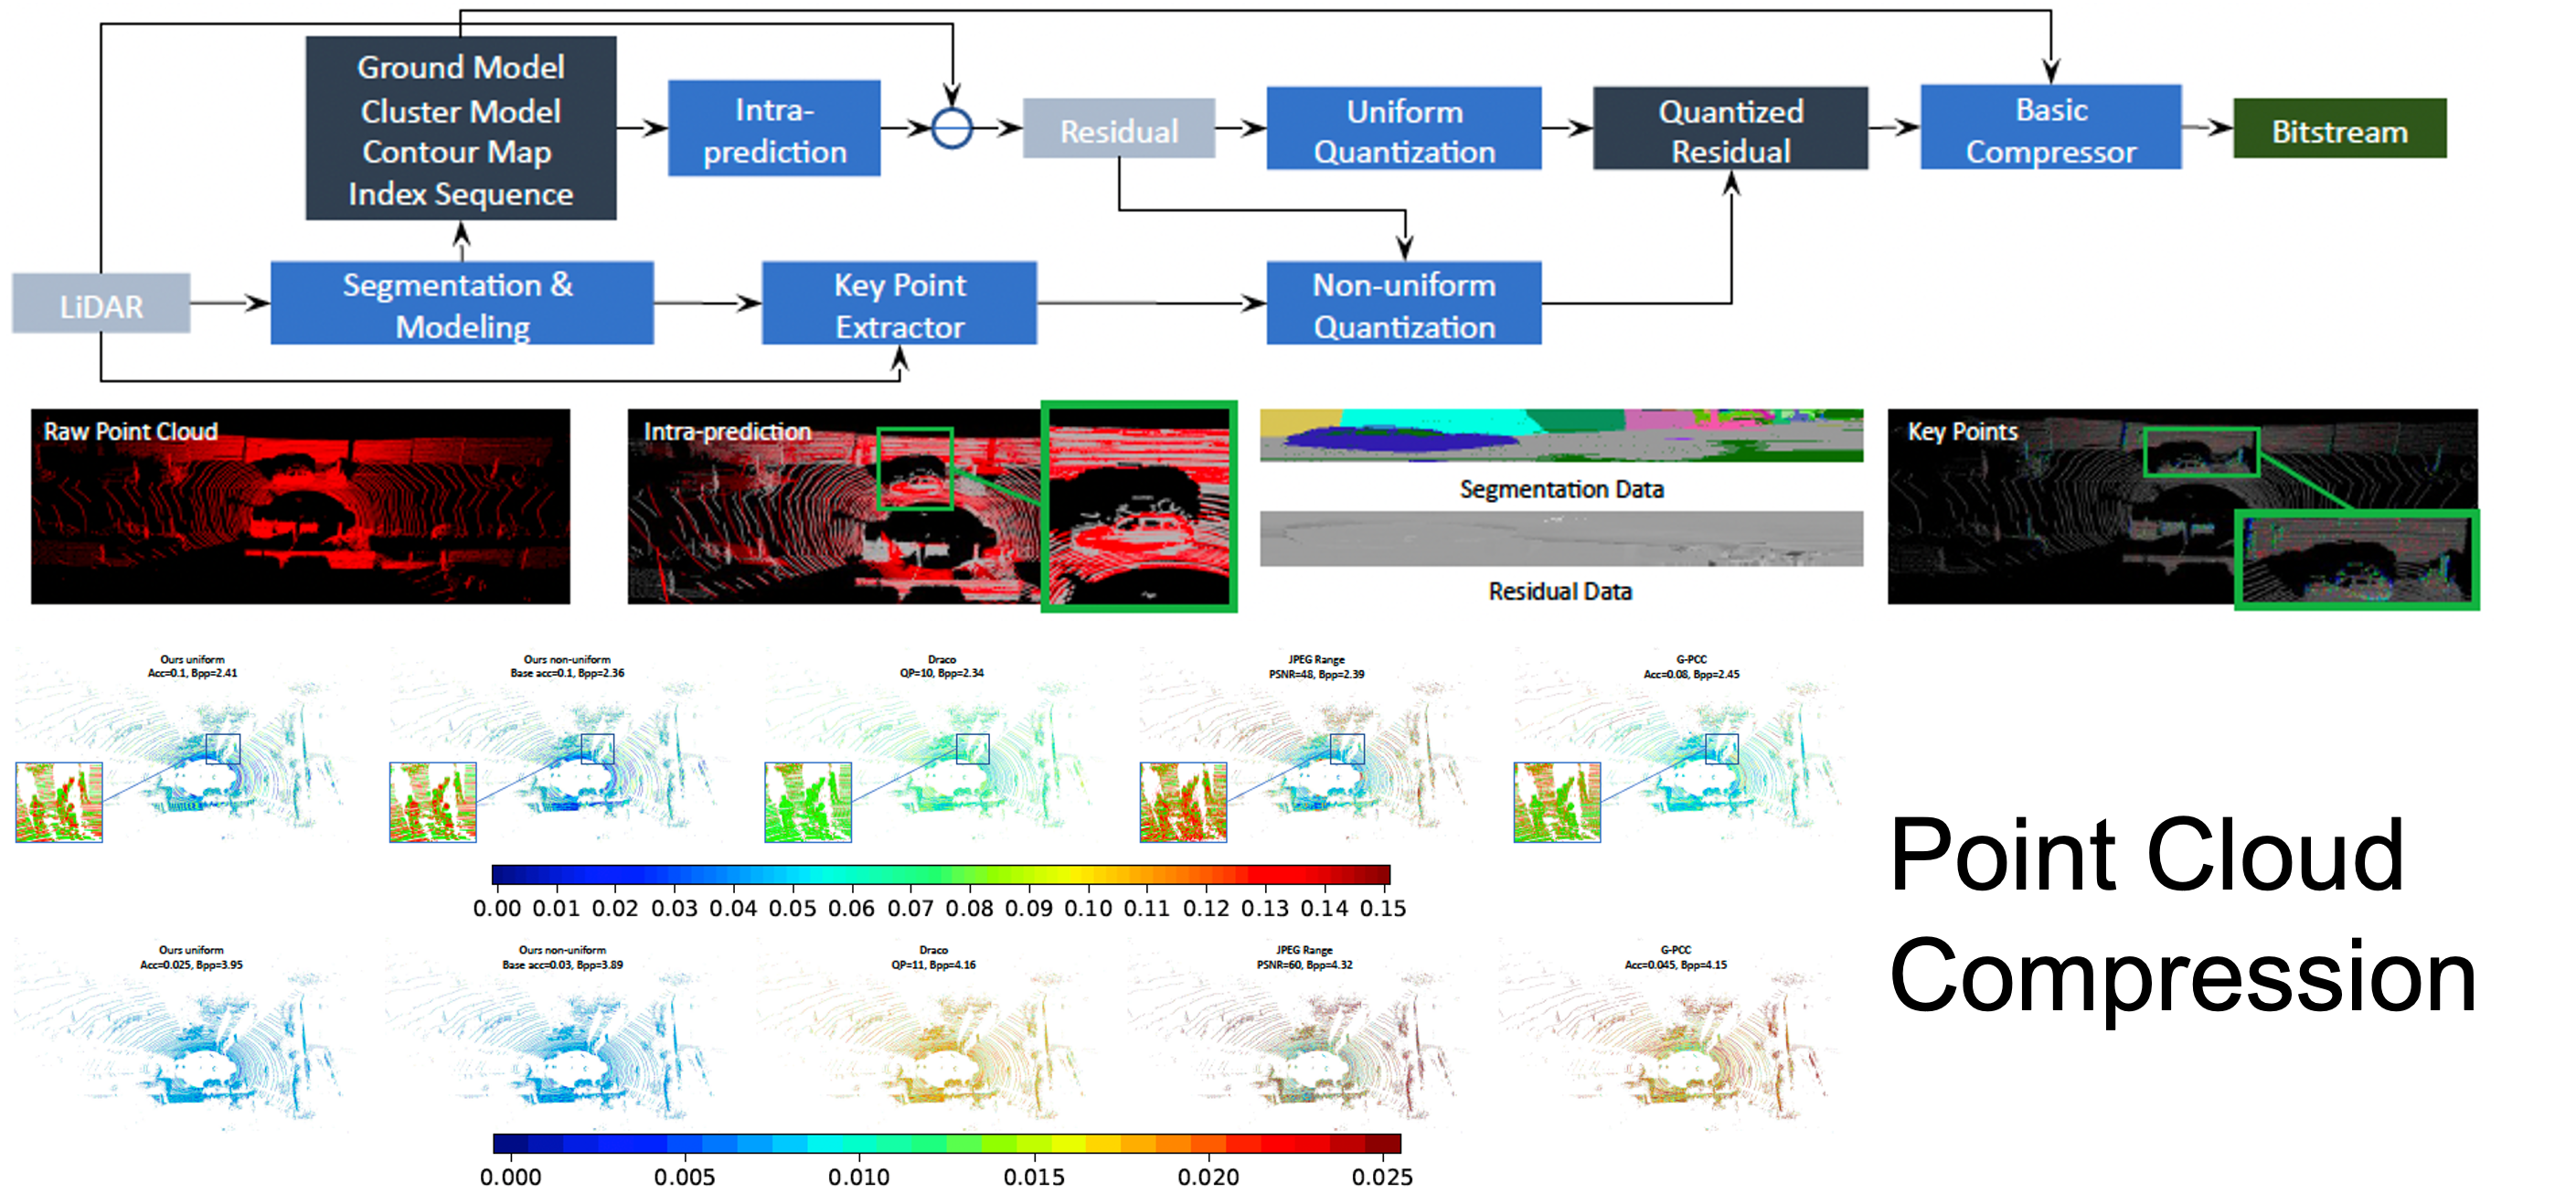 Ground Model
Cluster Model
Contour Map
Index Sequence
Intra-
prediction
Residual
Uniform
Quantization
Quantized
Residual
Basic
Compressor
Bitstream
LiDAR
Segmentation &
Modeling
Key Point
Extractor
Non-uniform
Quantization
Raw Point Cloud
Intra-prediction
Segmentation Data
Residual Data
Key Points
Ours uniform
Acc=0.1, Bpp=2.41
Ours non-uniform
Base acc=0.1, Bpp=2.36
Draco
QP=10, Bpp=2.34
JPEG Range
PSNR=48, Bpp=2.39
G-PCC
Acc=0.08, Bpp=2.45
0.00 0.01 0.02 0.03 0.04 0.05 0.06 0.07 0.08 0.09 0.10 0.11 0.12 0.13 0.14 0.15
Point Cloud
Compression
Ours uniform
Acc=0.025, Bpp=3.95
Ours non-uniform
Base acc=0.03, Bpp=3.89
Draco
QP=11, Bpp=4.16
JPEG Range
PSNR=60, Bpp=4.32
G-PCC
Acc=0.045, Bpp=4.15
0.000 0.005 0.010 0.015 0.020 0.025